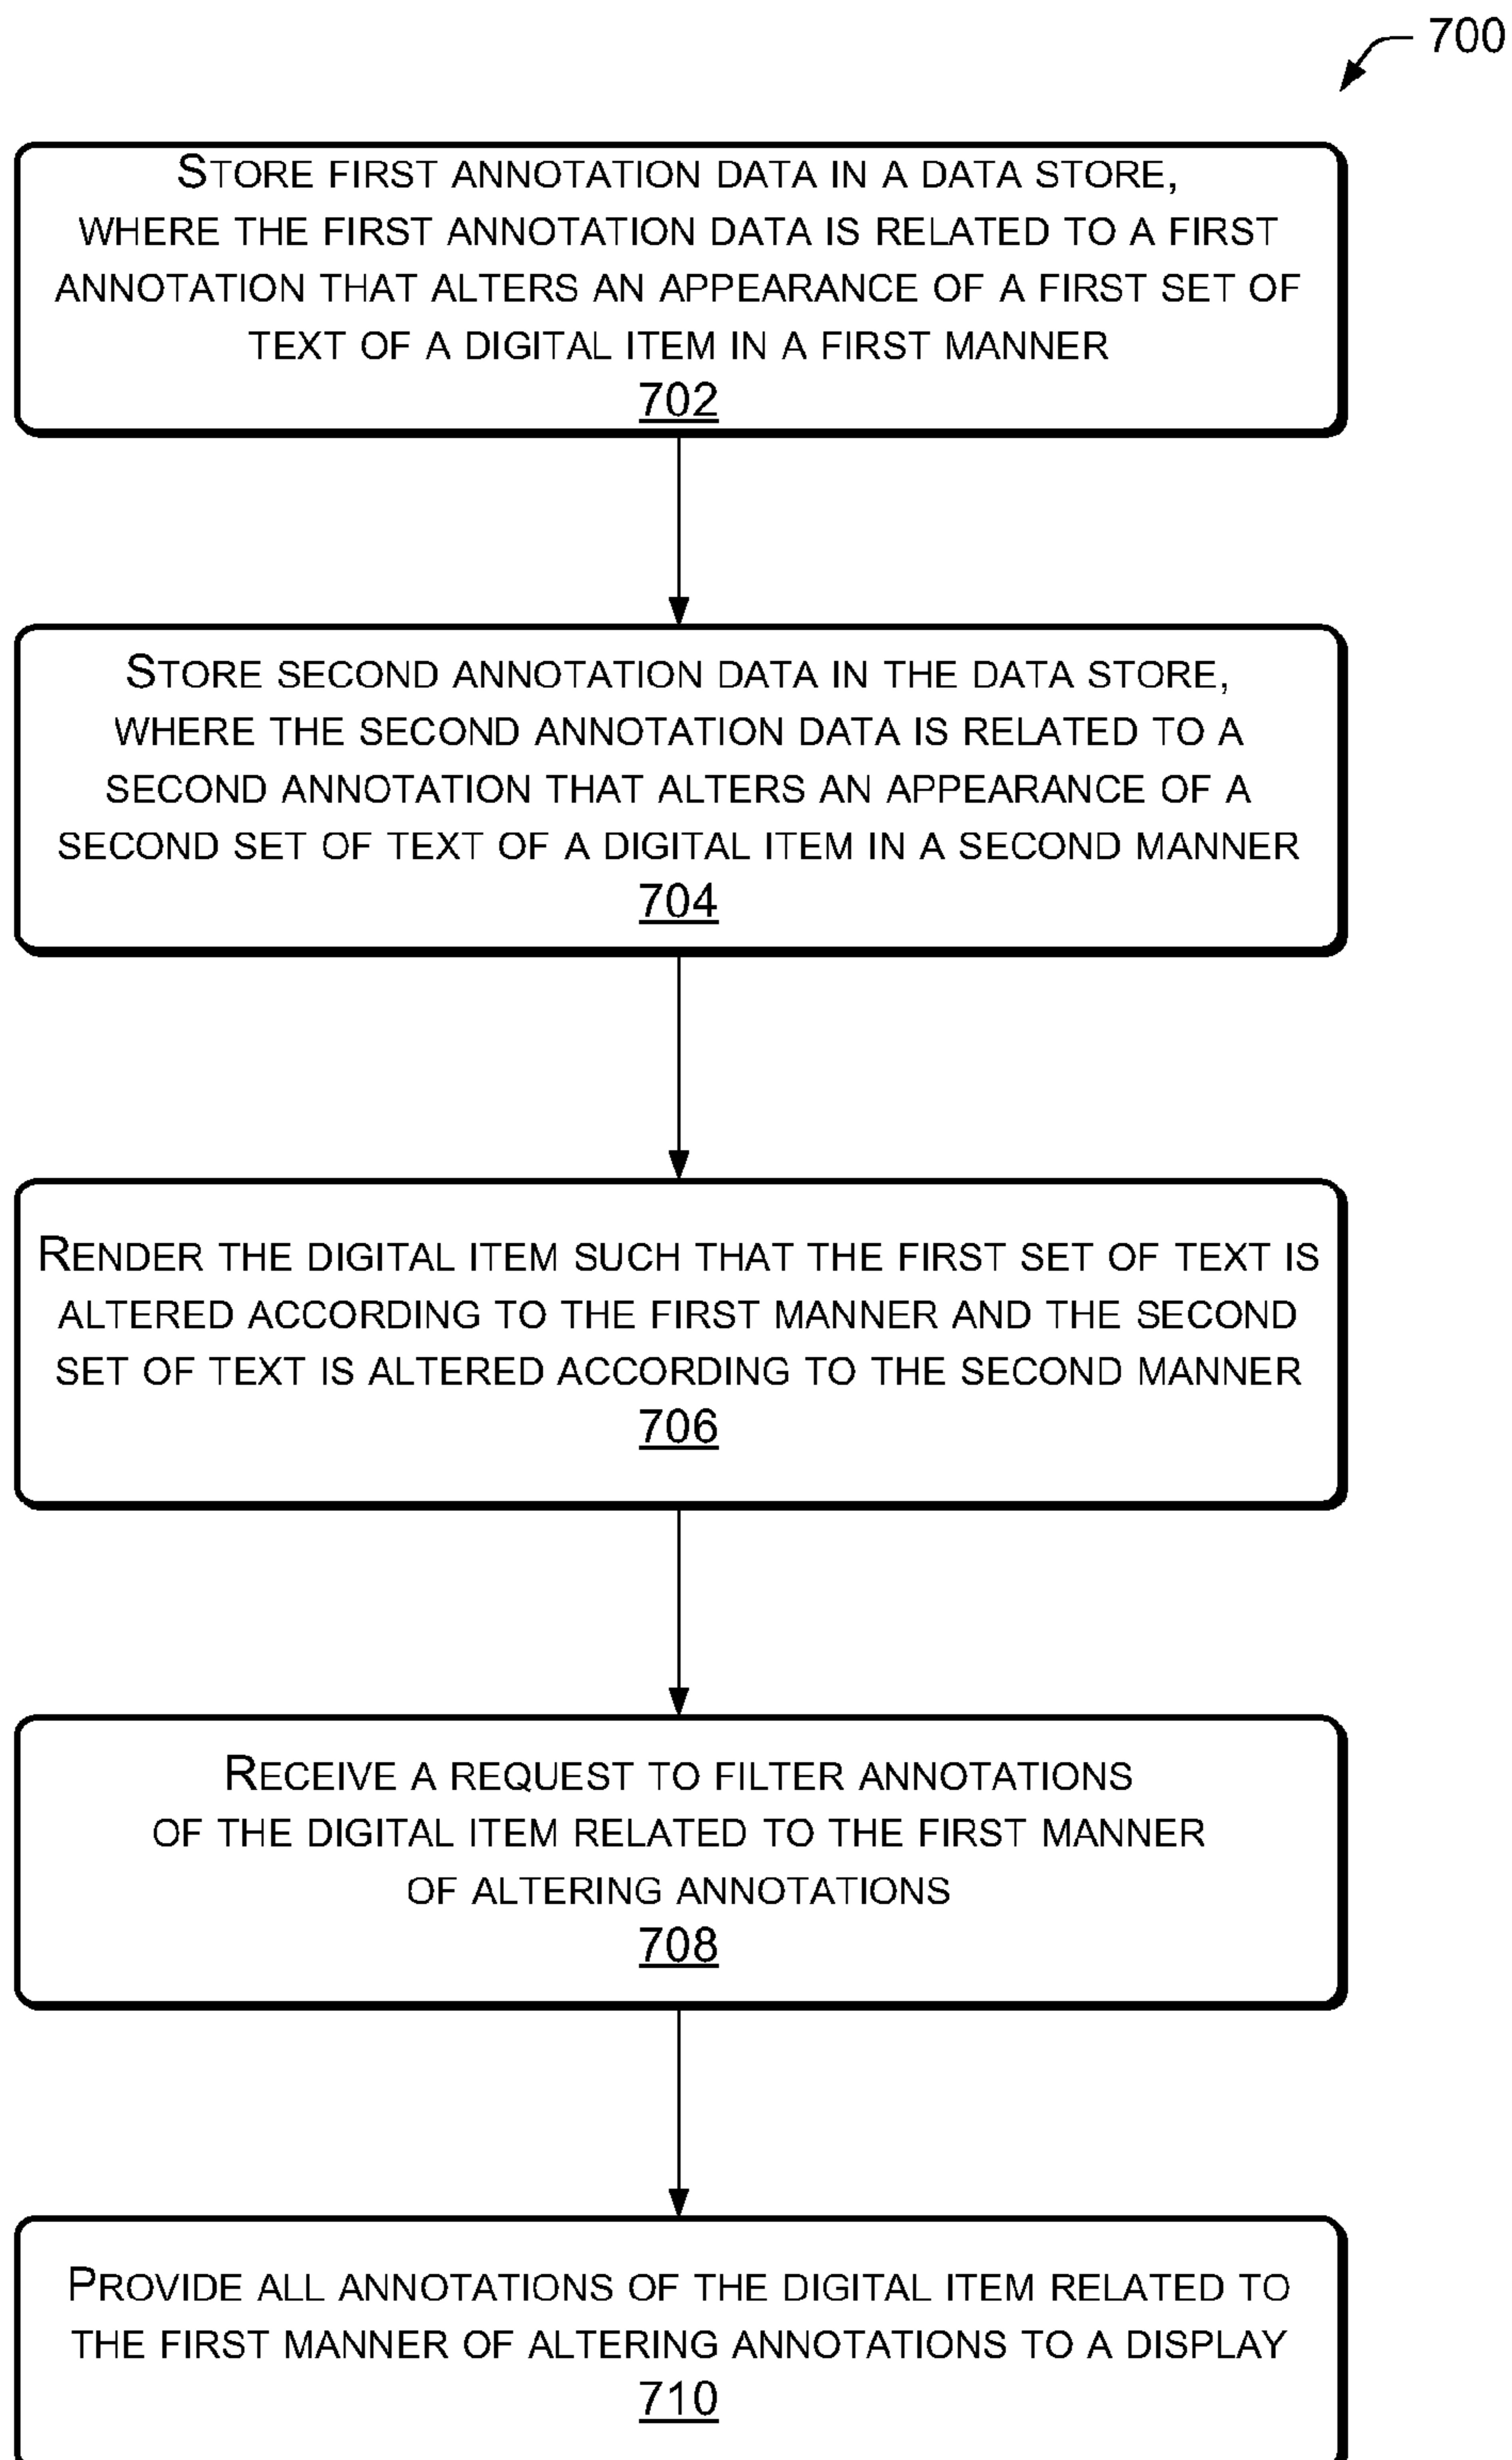 700
STORE FIRST ANNOTATION DATA IN A DATA STORE,
WHERE THE FIRST ANNOTATION DATA IS RELATED TO A FIRST
ANNOTATION THAT ALTERS AN APPEARANCE OF A FIRST SET OF
TEXT OF A DIGITAL ITEM IN A FIRST MANNER
702
STORE SECOND ANNOTATION DATA IN THE DATA STORE,
WHERE THE SECOND ANNOTATION DATA IS RELATED TO A
SECOND ANNOTATION THAT ALTERS AN APPEARANCE OF A
SECOND SET OF TEXT OF A DIGITAL ITEM IN A SECOND MANNER
704
RENDER THE DIGITAL ITEM SUCH THAT THE FIRST SET OF TEXT IS
ALTERED ACCORDING TO THE FIRST MANNER AND THE SECOND
SET OF TEXT IS ALTERED ACCORDING TO THE SECOND MANNER
706
RECEIVE A REQUEST TO FILTER ANNOTATIONS
OF THE DIGITAL ITEM RELATED TO THE FIRST MANNER
OF ALTERING ANNOTATIONS
708
PROVIDE ALL ANNOTATIONS OF THE DIGITAL ITEM RELATED TO
THE FIRST MANNER OF ALTERING ANNOTATIONS TO A DISPLAY
710